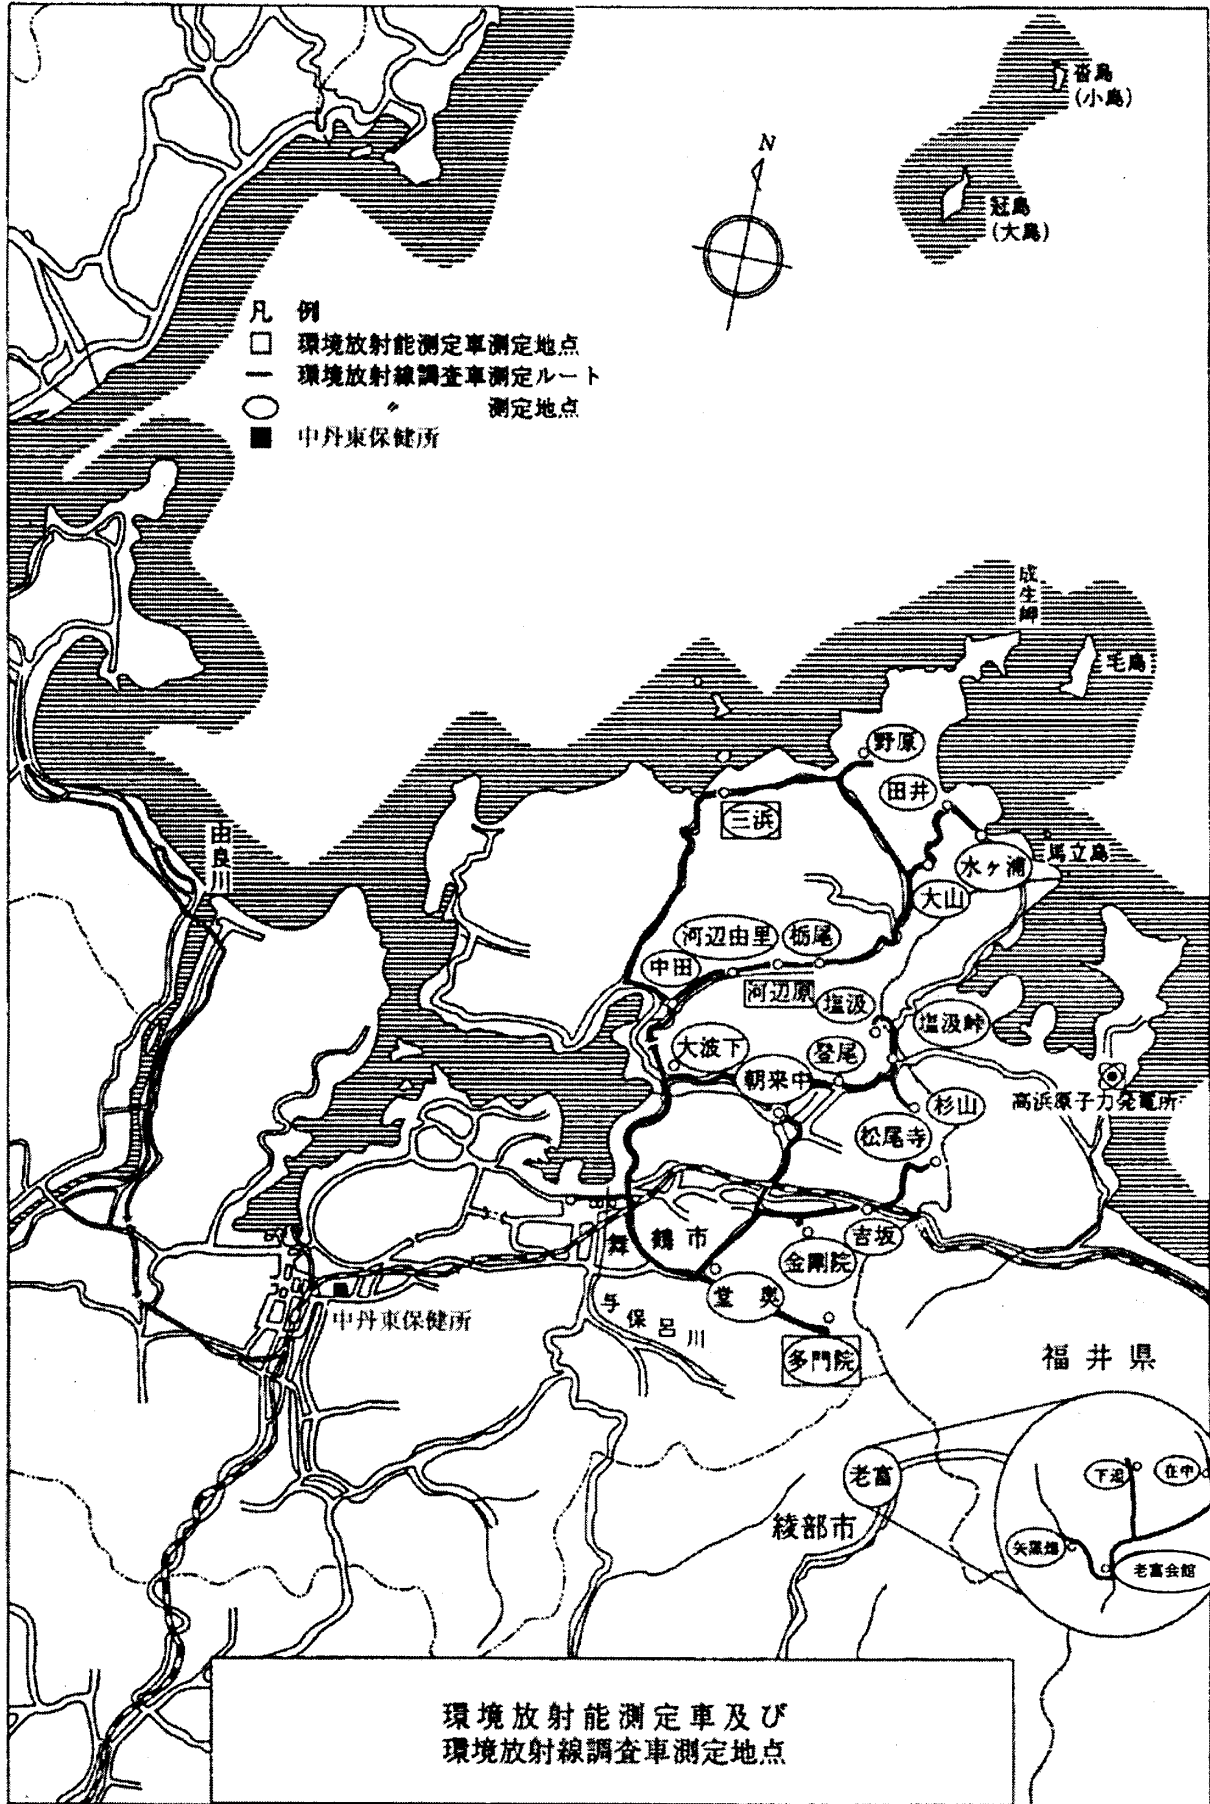 沓島
(小島)
N
冠島
(大島)
凡 例
環境放射能測定車測定地点
環境放射線調査車測定ルート
〃 測定地点
中丹東保健所
成生岬
毛島
野原
田井
三浜
由良川
水ヶ浦
馬立島
大山
河辺由里
栃尾
中田
河辺原
塩汲
塩汲峠
大波下
登尾
朝来中
高浜原子力発電所
杉山
松尾寺
舞鶴市
吉坂
金剛院
堂奥
中丹東保健所
与保呂川
多門院
福井県
老富
在中
綾部市
老富会館
環境放射能測定車及び
環境放射線調査車測定地点